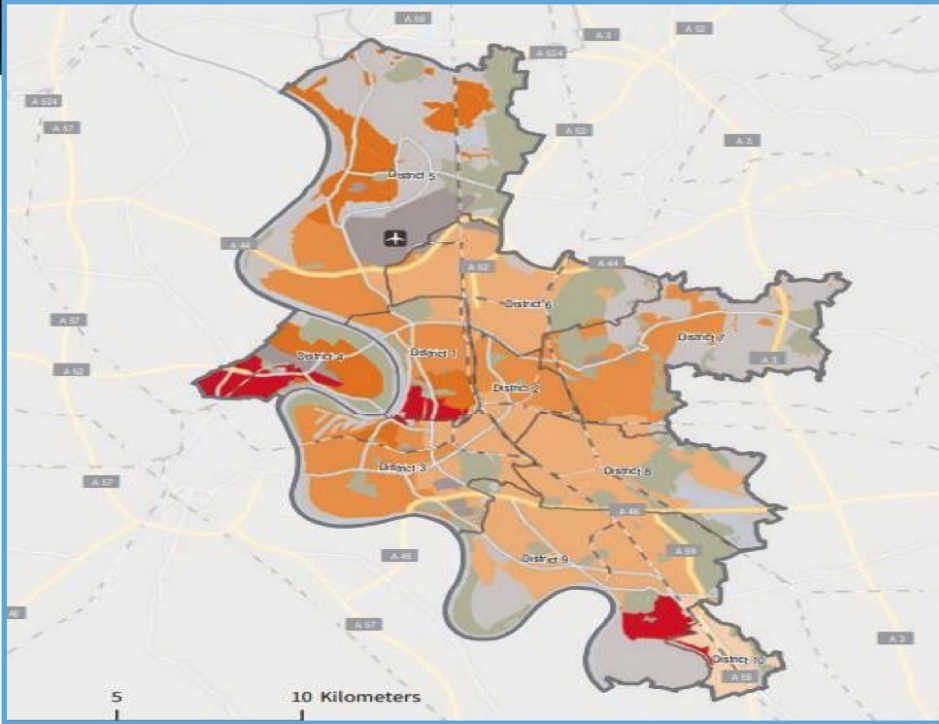 A 59
A 3
A 52
A 524
A 524
A 57
A 52
A 3
District 5
A 44
A 52
A 44
District 6
A 57
District 7
District 4
District 1
A 3
A 52
District 2
District 3
District 8
A 57
A 46
A 46
A 59
District 9
46
A 57
A 3
District 10
A 59
5
10 Kilometers